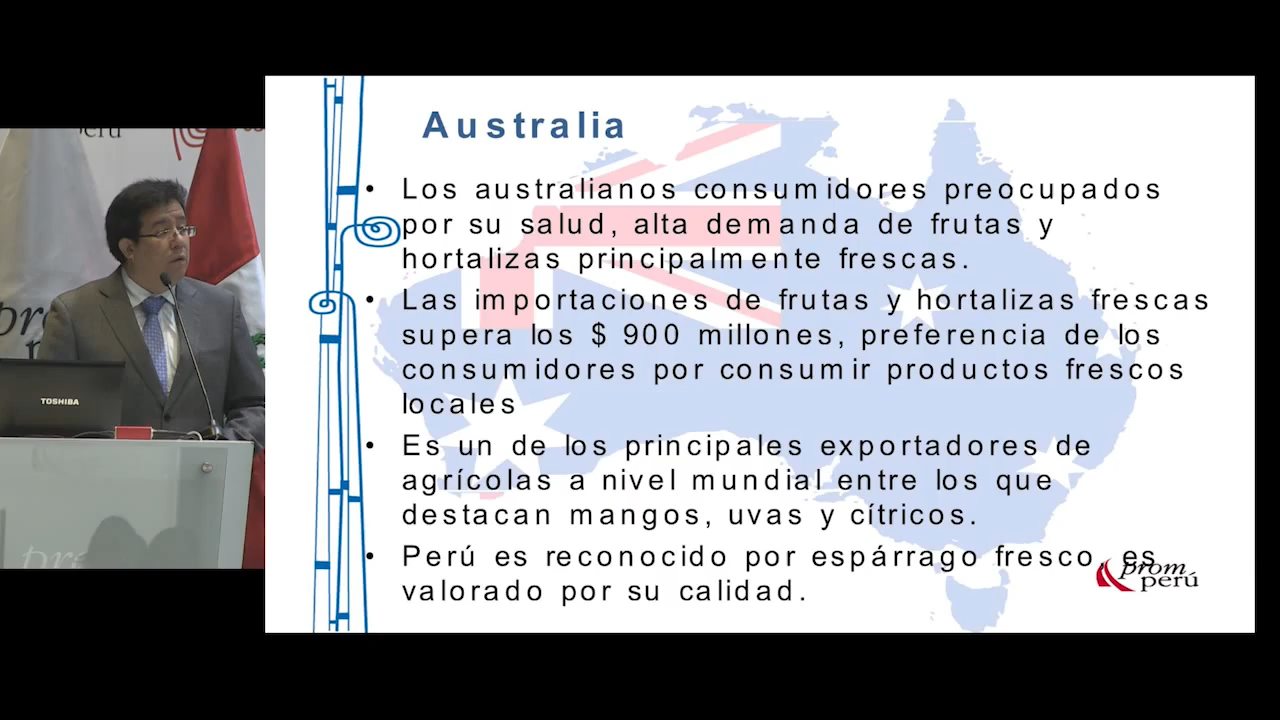 Australia
• Los australianos consumidores preocupados
por su salud, alta demanda de frutas y
hortalizas principalmente frescas.
• Las importaciones de frutas y hortalizas frescas
supera los $ 900 millones, preferencia de los
consumidores por consumir productos frescos
locales
• Es un de los principales exportadores de
agrícolas a nivel mundial entre los que
destacan mangos, uvas y cítricos.
• Perú es reconocido por espárrago fresco, es
valorado por su calidad.
prom
perú
TOSHIBA